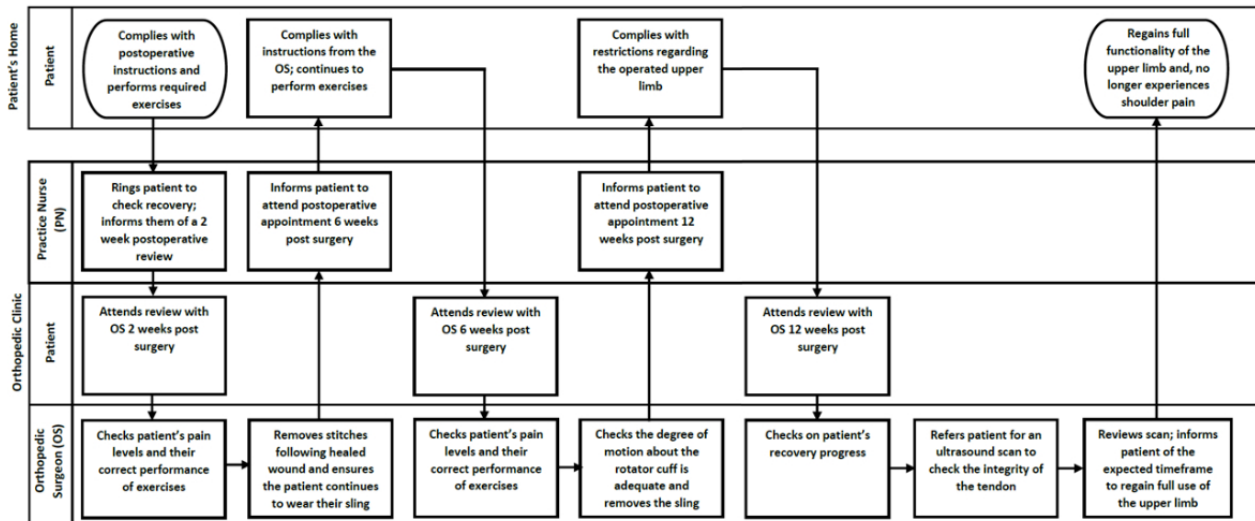 Patient's Home
Patient
Complies with
postoperative
instructions and
performs required
exercises
Complies with
instructions from the
OS; continues to
perform exercises
Complies with
restrictions regarding
the operated upper
limb
Regains full
functionality of the
upper limb and, no
longer experiences
shoulder pain
Orthopedic Clinic
Practice Nurse
(PN)
Rings patient to
check recovery;
informs them of a 2
week postoperative
review
Informs patient to
attend postoperative
appointment 6 weeks
post surgery
Informs patient to
attend postoperative
appointment 12
weeks post surgery
Patient
Attends review with
OS 2 weeks post
surgery
Attends review with
OS 6 weeks post
surgery
Attends review with
OS 12 weeks post
surgery
Orthopedic
Surgeon (OS)
Checks patient's pain
levels and their
correct performance
of exercises
Removes stitches
following healed
wound and ensures
the patient continues
to wear their sling
Checks patient's pain
levels and their
correct performance
of exercises
Checks the degree of
motion about the
rotator cuff is
adequate and
removes the sling
Checks on patient's
recovery progress
Refers patient for an
ultrasound scan to
check the integrity of
the tendon
Reviews scan; informs
patient of the
expected timeframe
to regain full use of
the upper limb